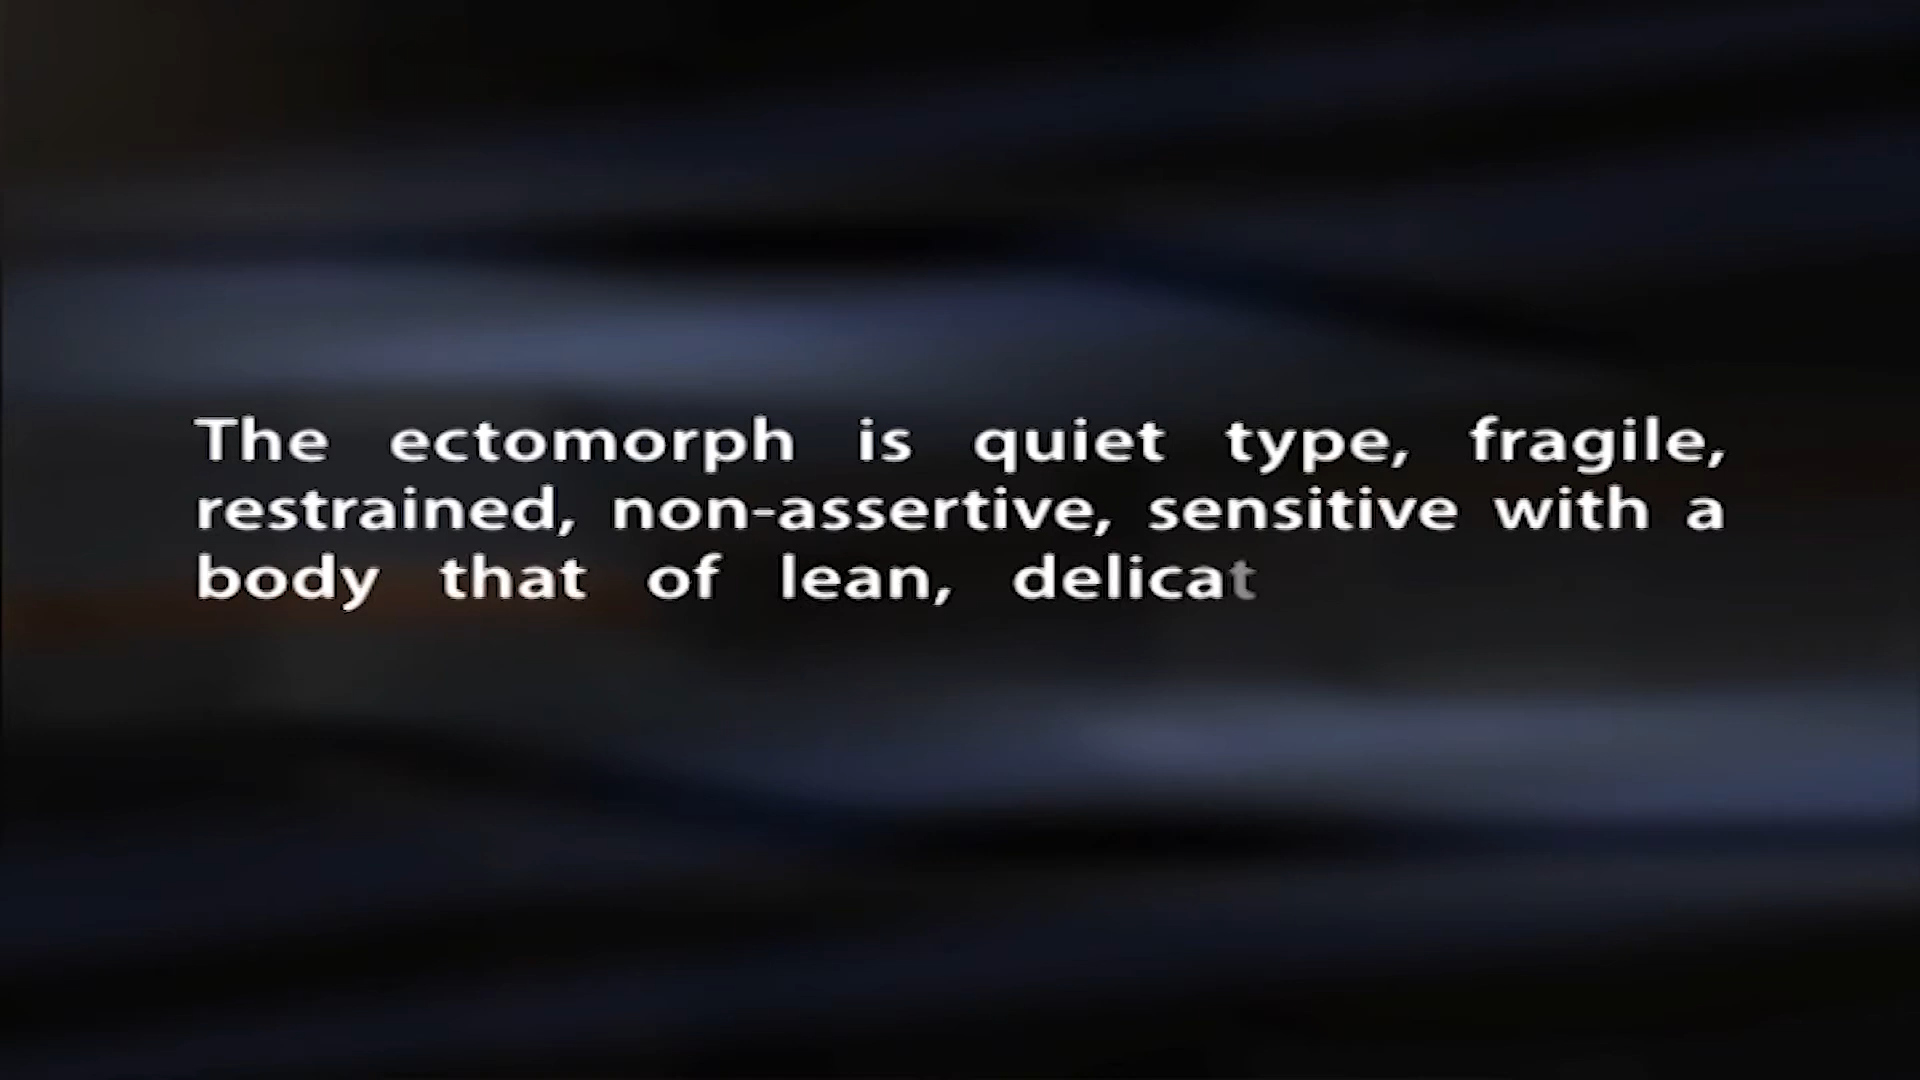 The ectomorph is quiet type, fragile,
restrained, non-assertive, sensitive with a
body that of lean, delicat